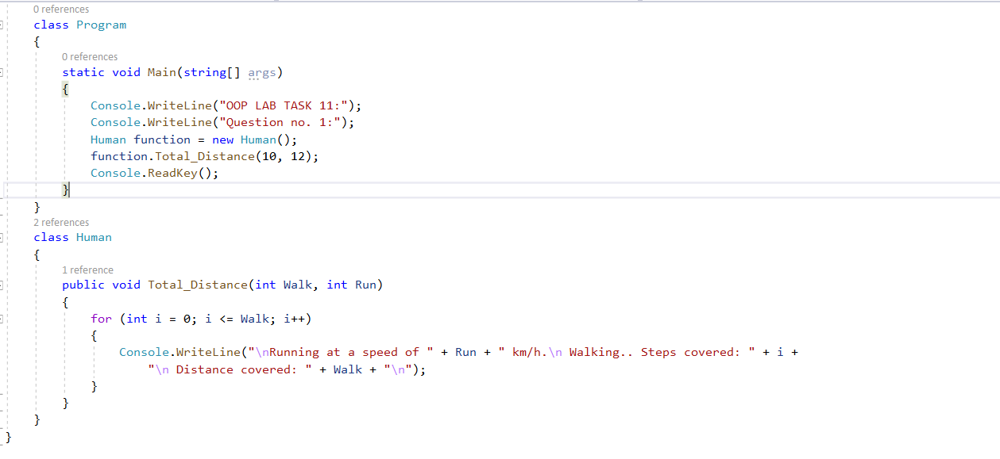 0 references
class Program
{
0 references
static void Main(string[] args)
{
Console.WriteLine("OOP LAB TASK 11:");
Console.WriteLine("Question no. 1:");
Human function = new Human();
function.Total_Distance(10, 12);
Console.ReadKey();
}
}
2 references
class Human
{
1 reference
public void Total_Distance(int Walk, int Run)
{
for (int i = 0; i <= Walk; i++)
{
Console.WriteLine("\nRunning at a speed of " + Run + " km/h.\n Walking.. Steps covered: " + i +
"\n Distance covered: " + Walk + "\n");
}
}
}
}